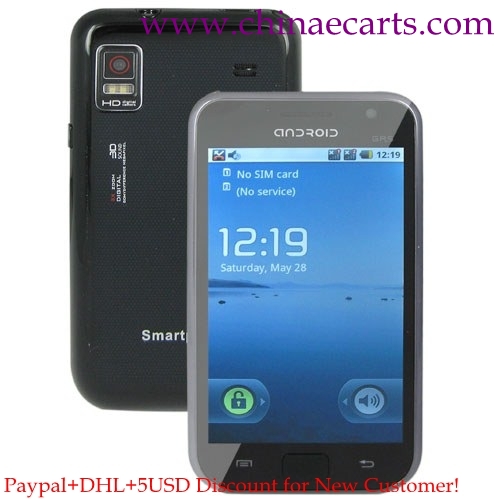 www.chinaecarts.com
HD
3D
SOUND
DIGITAL
ANDROID
12:19
No SIM card
(No service)
12:19
Saturday, May 28
Smartp
Paypal+DHL+5USD Discount for New Customer!